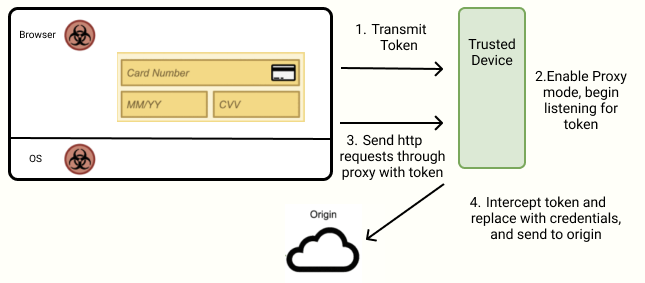 Browser
Card Number
MM/YY
CVV
OS
1. Transmit
Token
Trusted
Device
2.Enable Proxy
mode, begin
listening for
token
3. Send http
requests through
proxy with token
4. Intercept token and
replace with credentials,
and send to origin
Origin